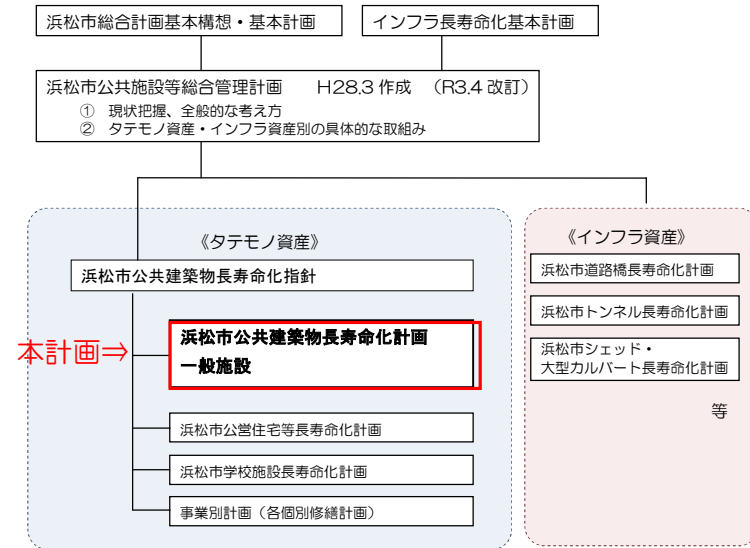 浜松市総合計画基本構想・基本計画
インフラ長寿命化基本計画
浜松市公共施設等総合管理計画　H28.3 作成　（R3.4 改訂）
① 現状把握、全般的な考え方
② タテモノ資産・インフラ資産別の具体的な取組み
《タテモノ資産》
浜松市公共建築物長寿命化指針
本計画⇒
浜松市公共建築物長寿命化計画
一般施設
浜松市公営住宅等長寿命化計画
浜松市学校施設長寿命化計画
事業別計画（各個別修繕計画）
《インフラ資産》
浜松市道路橋長寿命化計画
浜松市トンネル長寿命化計画
浜松市シェッド・
大型カルバート長寿命化計画
等